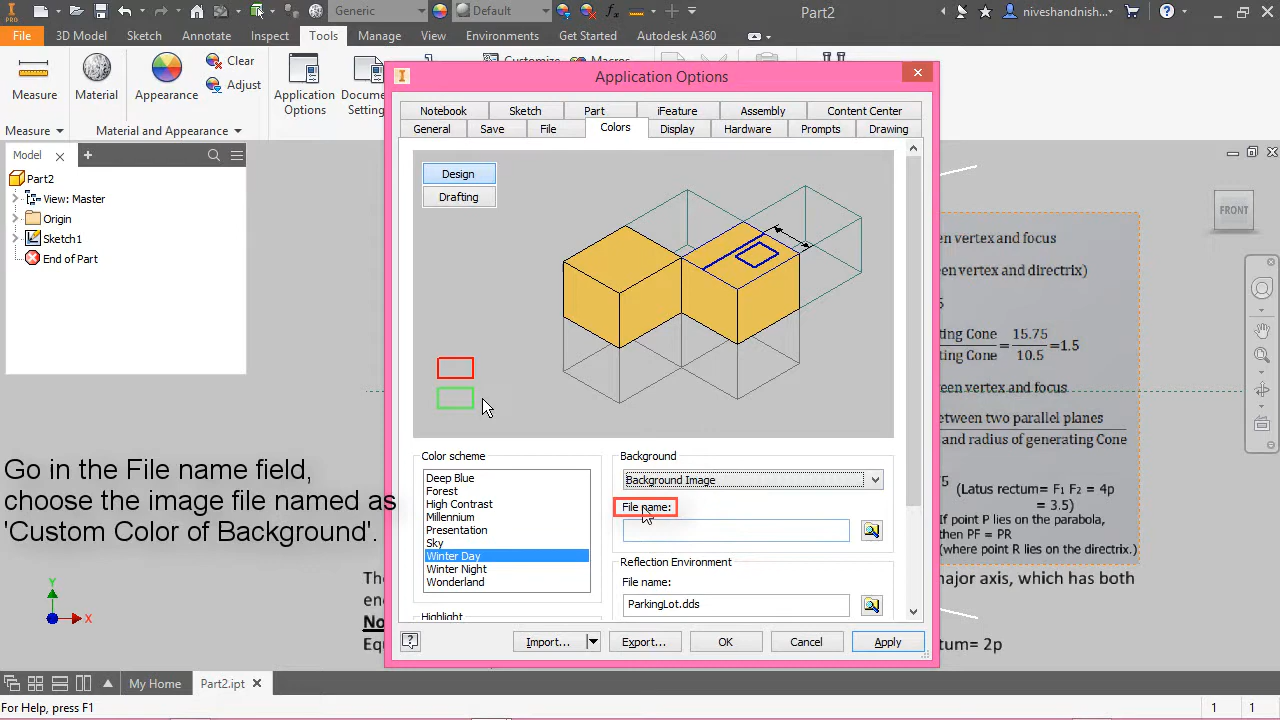 I PRO
Generic
Default
Part2
niveshandnish...
File
3D Model
Sketch
Annotate
Inspect
Tools
Manage
View
Environments
Get Started
Autodesk A360
Measure
Material
Appearance
Clear
Adjust
Application
Options
Measure
Material and Appearance
Model
Part2
View: Master
Origin
Sketch1
End of Part
Application Options
Notebook
Sketch
Part
iFeature
Assembly
Content Center
General
Save
File
Colors
Display
Hardware
Prompts
Drawing
Design
Drafting
Color scheme
Deep Blue
Forest
High Contrast
Millennium
Presentation
Sky
Winter Day
Winter Night
Wonderland
Highlight
Background
Background Image
File name:
Reflection Environment
File name:
ParkingLot.dds
Import...
Export...
OK
Cancel
Apply
FRONT
en vertex and focus
een vertex and directrix)
5
ting Cone = 15.75 =1.5
ting Cone 10.5
een vertex and focus
etween two parallel planes
and radius of generating Cone
75 (Latus rectum= F1 F2 = 4p
= 3.5)
If point P lies on the parabola,
then PF = PR
(where point R lies on the directrix.)
major axis, which has both
rectum= 2p
Go in the File name field,
choose the image file named as
'Custom Color of Background'.
Y
X
My Home
Part2.ipt
For Help, press F1
1 1